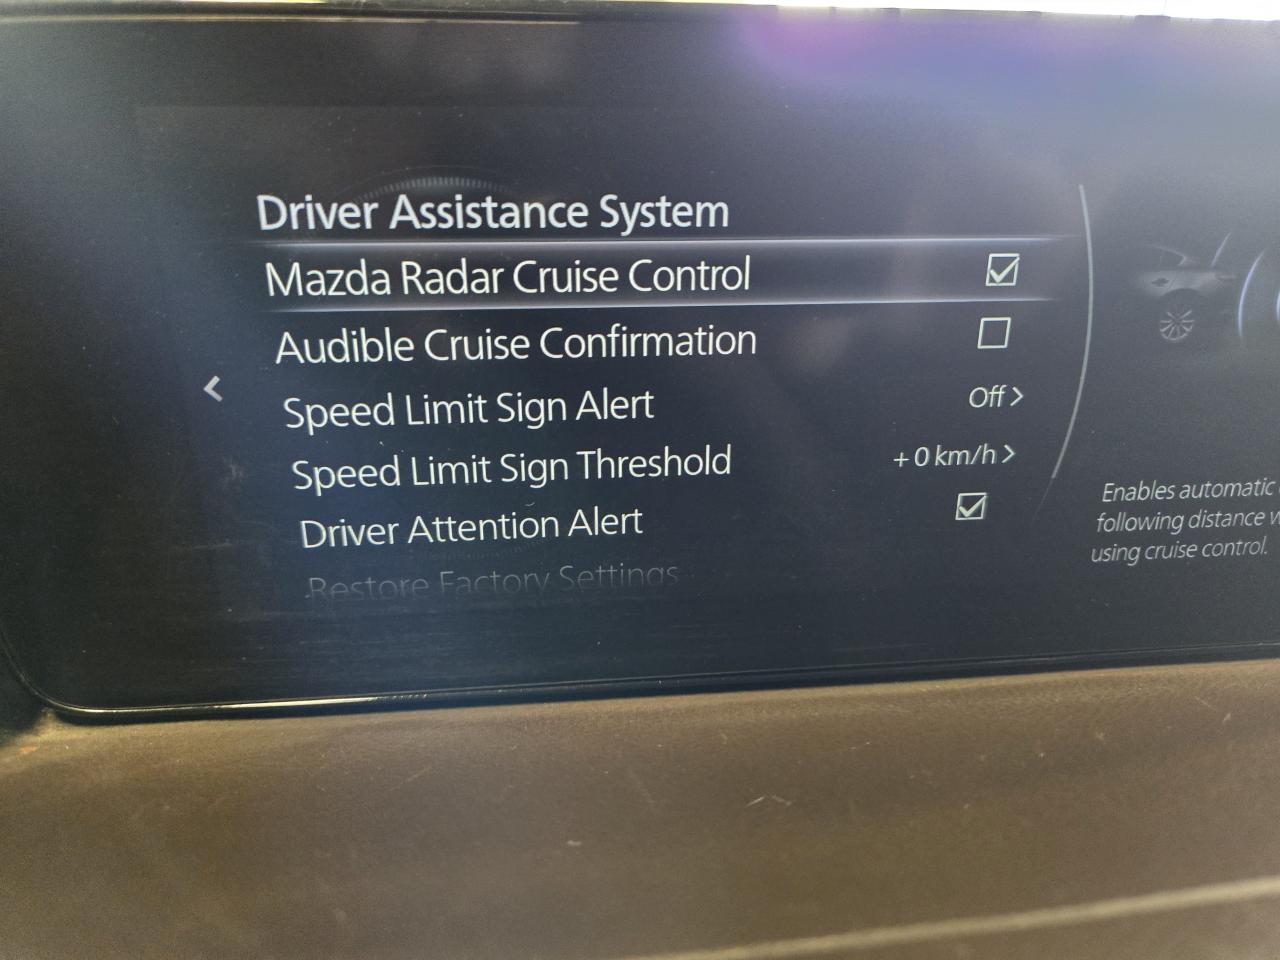 Driver Assistance System
Mazda Radar Cruise Control
Audible Cruise Confirmation
Speed Limit Sign Alert Off >
Speed Limit Sign Threshold + 0 km/h >
Driver Attention Alert
Restore Factory Settings
Enables automatic
following distance
using cruise control.